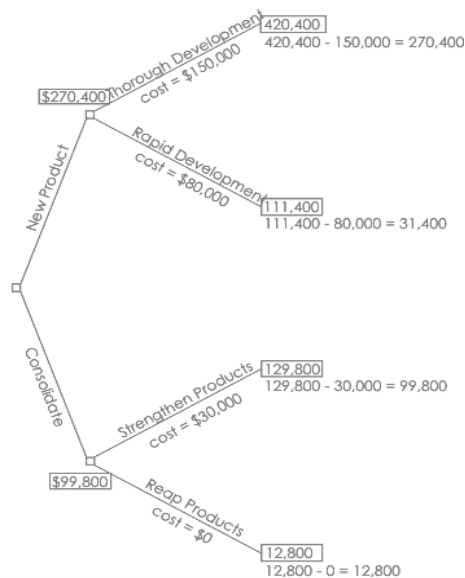 Thorough Development
cost = $150,000
420,400
420,400 - 150,000 = 270,400
$270,400
Rapid Development
cost = $80,000
111,400
111,400 - 80,000 = 31,400
New Product
Consolidate
Strengthen Products
cost = $30,000
129,800
129,800 - 30,000 = 99,800
$99,800
Reap Products
cost = $0
12,800
12,800 - 0 = 12,800